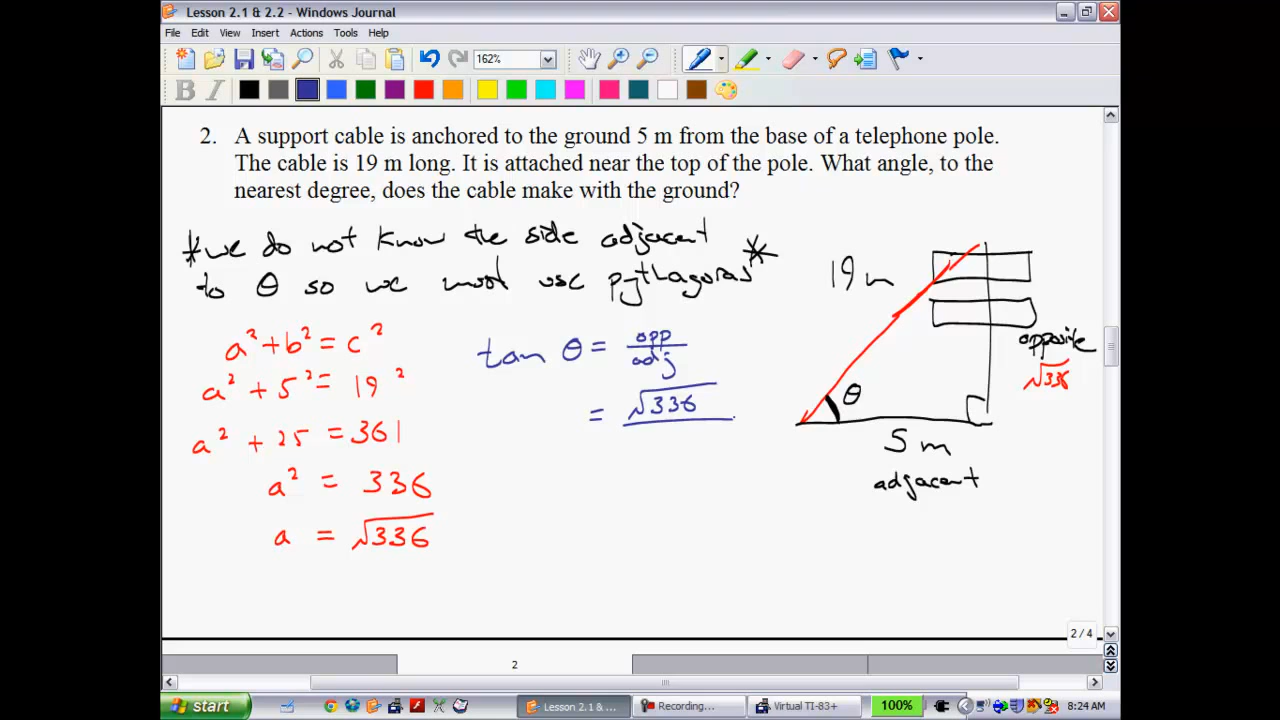 Lesson 2.1 & 2.2 - Windows Journal
File Edit View Insert Actions Tools Help
162%
B I
2. A support cable is anchored to the ground 5 m from the base of a telephone pole.
The cable is 19 m long. It is attached near the top of the pole. What angle, to the
nearest degree, does the cable make with the ground?
*we do not know the side adjacent
to θ so we must use pythagoras*
19 m
opposite
√336
θ
5 m
adjacent
a² + b² = c²
a² + 5² = 19²
a² + 25 = 361
a² = 336
a = √336
tan θ = opp
adj
= √336
2 / 4
2
start
Lesson 2.1 & ...
Recording...
Virtual TI-83+
100%
8:24 AM